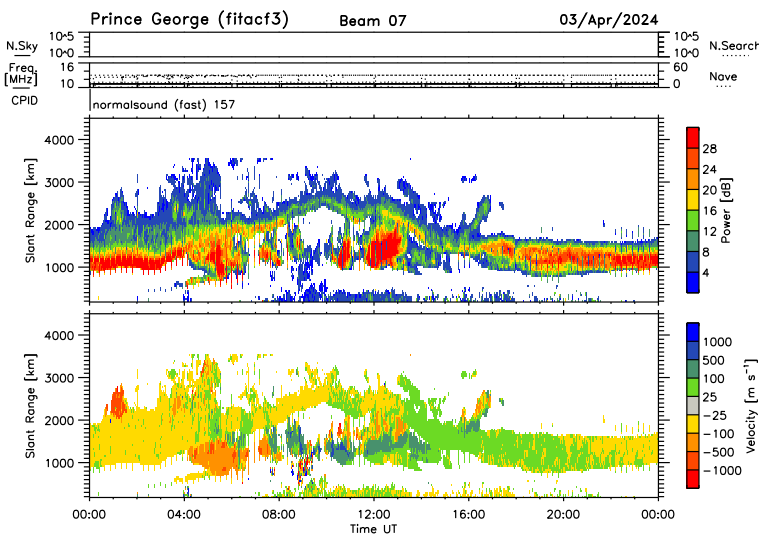 Prince George (fitacf3) Beam 07 03/Apr/2024
N.Sky 10^5 10^0 10^5 10^0 N.Search
Freq. [MHz] 16 10 60 0 Nave
CPID normalsound (fast) 157
Slant Range [km]
4000
3000
2000
1000
Power [dB]
28
24
20
16
12
8
4
Slant Range [km]
4000
3000
2000
1000
Velocity [m s⁻¹]
1000
500
100
25
−25
−100
−500
−1000
00:00 04:00 08:00 12:00 16:00 20:00 00:00
Time UT